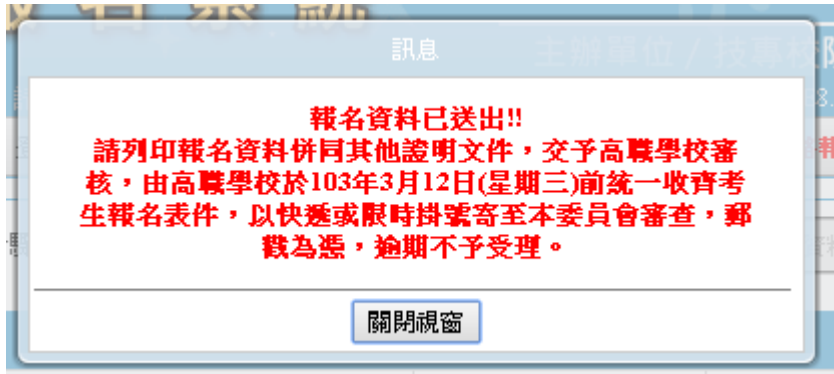 報名系統
訊息
主辦單位／技專校院
報名資料已送出!!
請列印報名資料併同其他證明文件，交予高職學校審
核，由高職學校於103年3月12日(星期三)前統一收齊考
生報名表件，以快遞或限時掛號寄至本委員會審查，郵
戳為憑，逾期不予受理。
關閉視窗